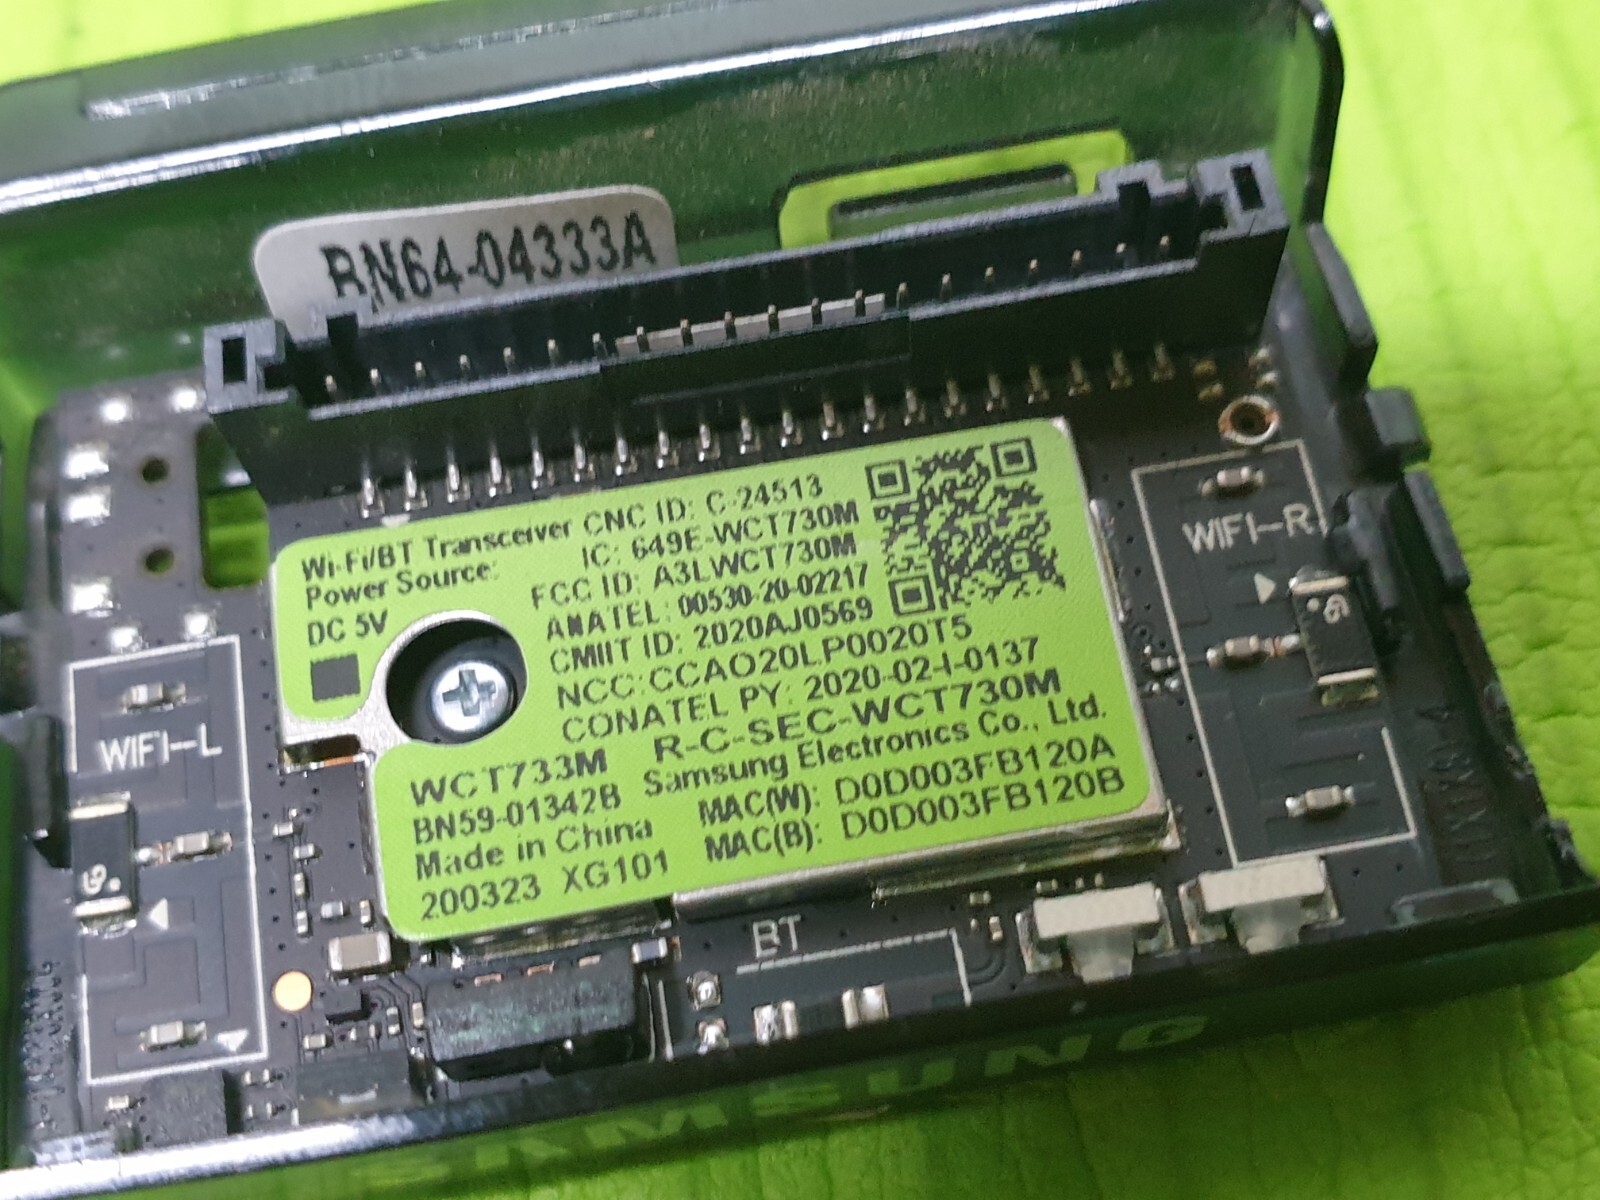 BN64-04333A
Wi-Fi/BT Transceiver
Power Source:
DC 5V
CNC ID: C-24513
IC: 649E-WCT730M
FCC ID: A3LWCT730M
ANATEL: 00530-20-02217
CMIIT ID: 2020AJ0569
NCC: CCAO20LP0020T5
CONATEL PY: 2020-02-I-0137
R-C-SEC-WCT730M
WCT733M
Samsung Electronics Co., Ltd.
BN59-01342B
MAC(W): D0D003FB120A
Made in China
MAC(B): D0D003FB120B
200323 XG101
WIFI-L
WIFI-R
BT
SAMSUNG